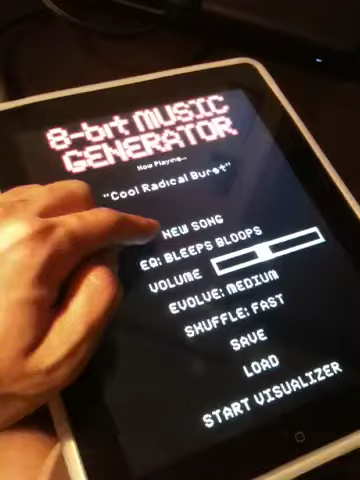 8-bit MUSIC
GENERATOR
Now Playing...
"Cool Radical Burst"
NEW SONG
EQ: BLEEPS BLOOPS
VOLUME
EVOLVE: MEDIUM
SHUFFLE: FAST
SAVE
LOAD
START VISUALIZER